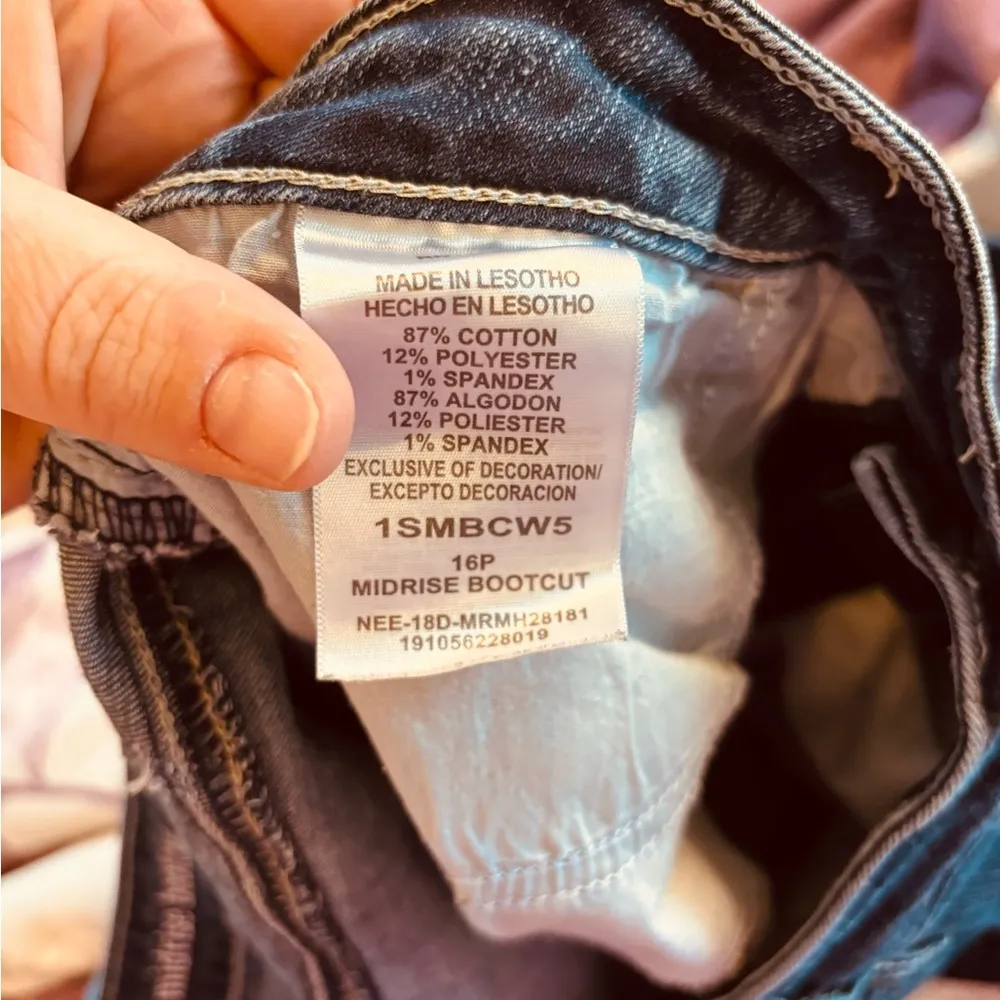 MADE IN LESOTHO
HECHO EN LESOTHO
87% COTTON
12% POLYESTER
1% SPANDEX
87% ALGODON
12% POLIESTER
1% SPANDEX
EXCLUSIVE OF DECORATION/
EXCEPTO DECORACION
1SMBCW5
16P
MIDRISE BOOTCUT
NEE-18D-MRMH28181
191056228019